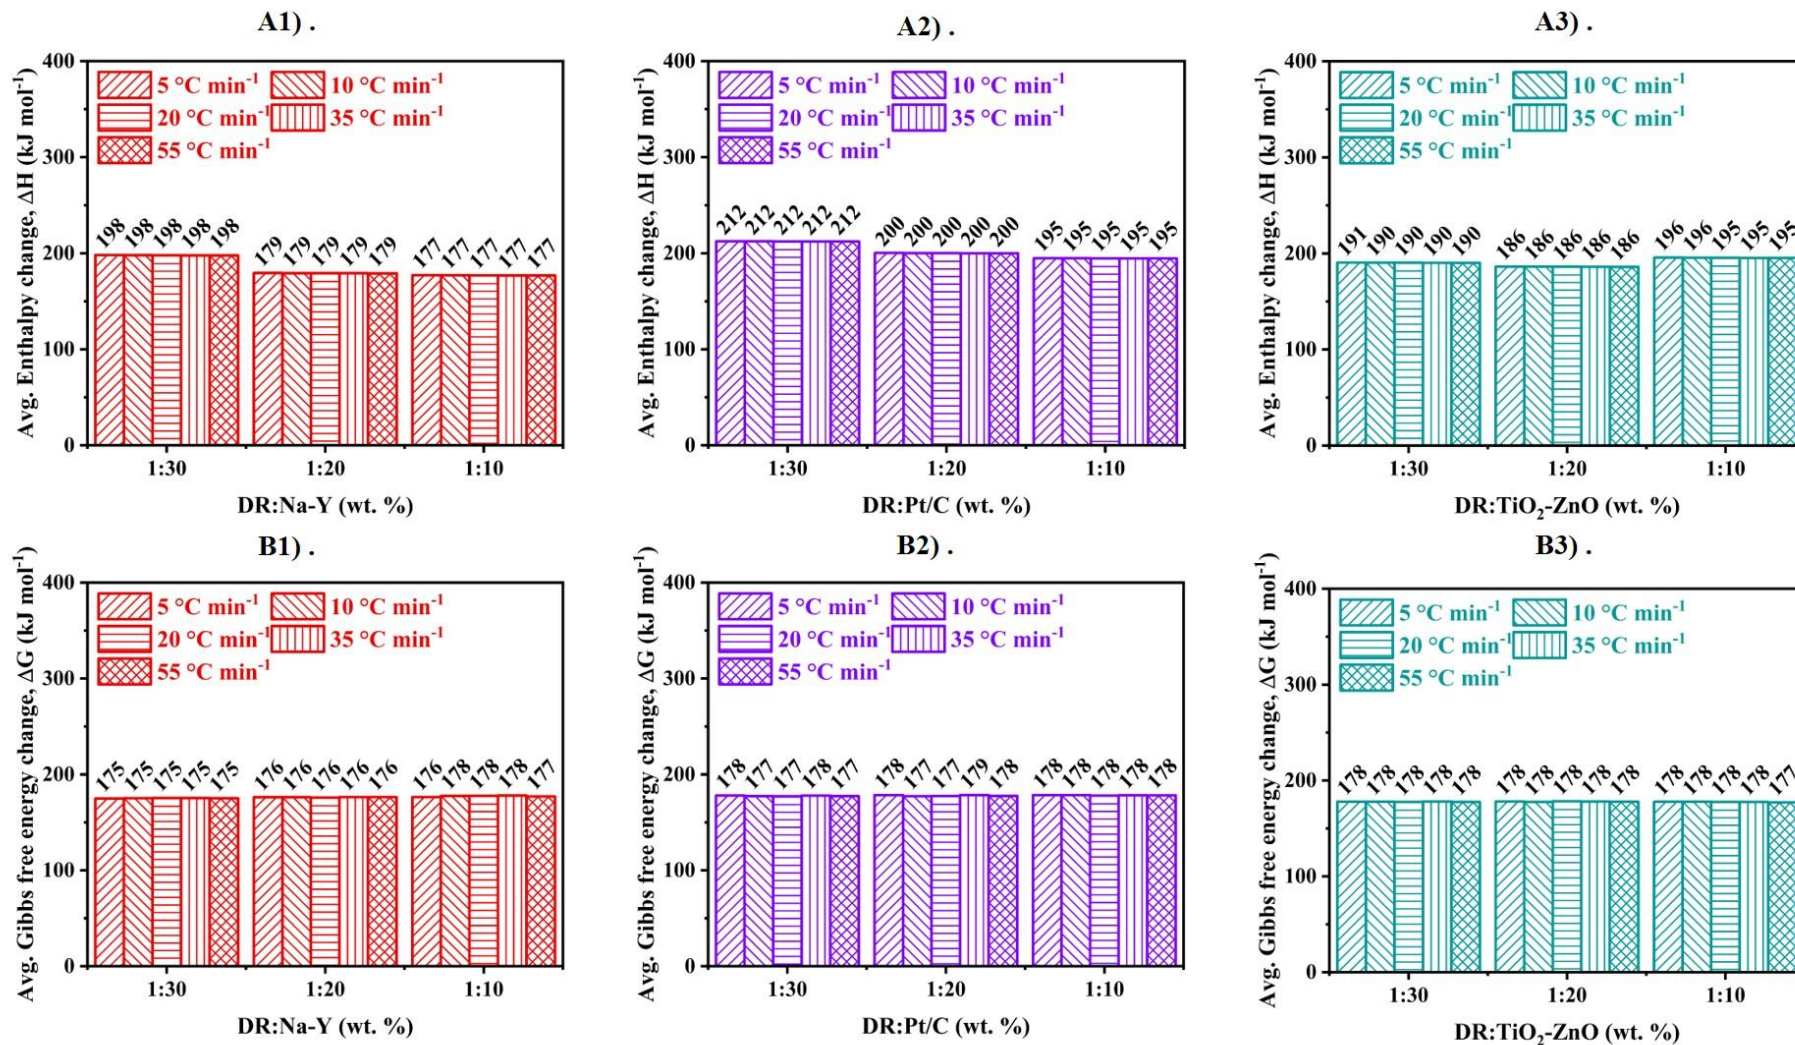 A1) .
400
300
200
100
0
Avg. Enthalpy change, ΔH (kJ mol⁻¹)
5 °C min⁻¹ 10 °C min⁻¹
20 °C min⁻¹ 35 °C min⁻¹
55 °C min⁻¹
198 198 198 198 198 179 179 179 179 179 177 177 177 177 177
1:30 1:20 1:10
DR:Na-Y (wt. %)
A2) .
400
300
200
100
0
Avg. Enthalpy change, ΔH (kJ mol⁻¹)
5 °C min⁻¹ 10 °C min⁻¹
20 °C min⁻¹ 35 °C min⁻¹
55 °C min⁻¹
212 212 212 212 212 200 200 200 200 200 195 195 195 195 195
1:30 1:20 1:10
DR:Pt/C (wt. %)
A3) .
400
300
200
100
0
Avg. Enthalpy change, ΔH (kJ mol⁻¹)
5 °C min⁻¹ 10 °C min⁻¹
20 °C min⁻¹ 35 °C min⁻¹
55 °C min⁻¹
191 190 190 190 190 186 186 186 186 186 196 196 195 195 195
1:30 1:20 1:10
DR:TiO₂-ZnO (wt. %)
B1) .
400
300
200
100
0
Avg. Gibbs free energy change, ΔG (kJ mol⁻¹)
5 °C min⁻¹ 10 °C min⁻¹
20 °C min⁻¹ 35 °C min⁻¹
55 °C min⁻¹
175 175 175 175 175 176 176 176 176 176 176 178 178 178 177
1:30 1:20 1:10
DR:Na-Y (wt. %)
B2) .
400
300
200
100
0
Avg. Gibbs free energy change, ΔG (kJ mol⁻¹)
5 °C min⁻¹ 10 °C min⁻¹
20 °C min⁻¹ 35 °C min⁻¹
55 °C min⁻¹
178 177 177 178 177 178 177 177 179 178 178 178 178 178 178
1:30 1:20 1:10
DR:Pt/C (wt. %)
B3) .
400
300
200
100
0
Avg. Gibbs free energy change, ΔG (kJ mol⁻¹)
5 °C min⁻¹ 10 °C min⁻¹
20 °C min⁻¹ 35 °C min⁻¹
55 °C min⁻¹
178 178 178 178 178 178 178 178 178 178 178 178 178 178 177
1:30 1:20 1:10
DR:TiO₂-ZnO (wt. %)